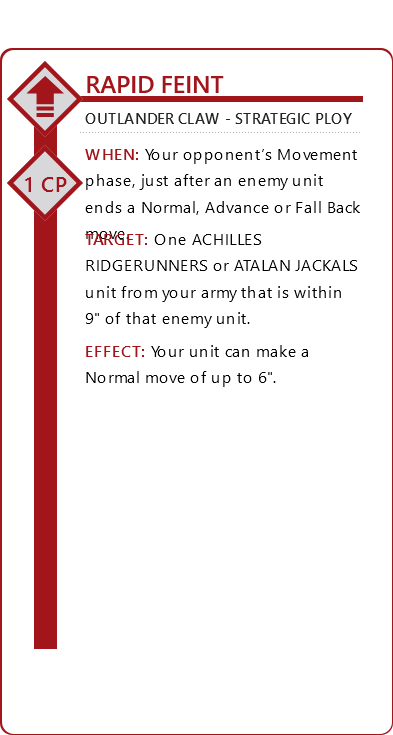 RAPID FEINT
OUTLANDER CLAW - STRATEGIC PLOY
WHEN: Your opponent's Movement
phase, just after an enemy unit
ends a Normal, Advance or Fall Back
move.
TARGET: One ACHILLES
RIDGERUNNERS or ATALAN JACKALS
unit from your army that is within
9" of that enemy unit.
EFFECT: Your unit can make a
Normal move of up to 6".
1 CP